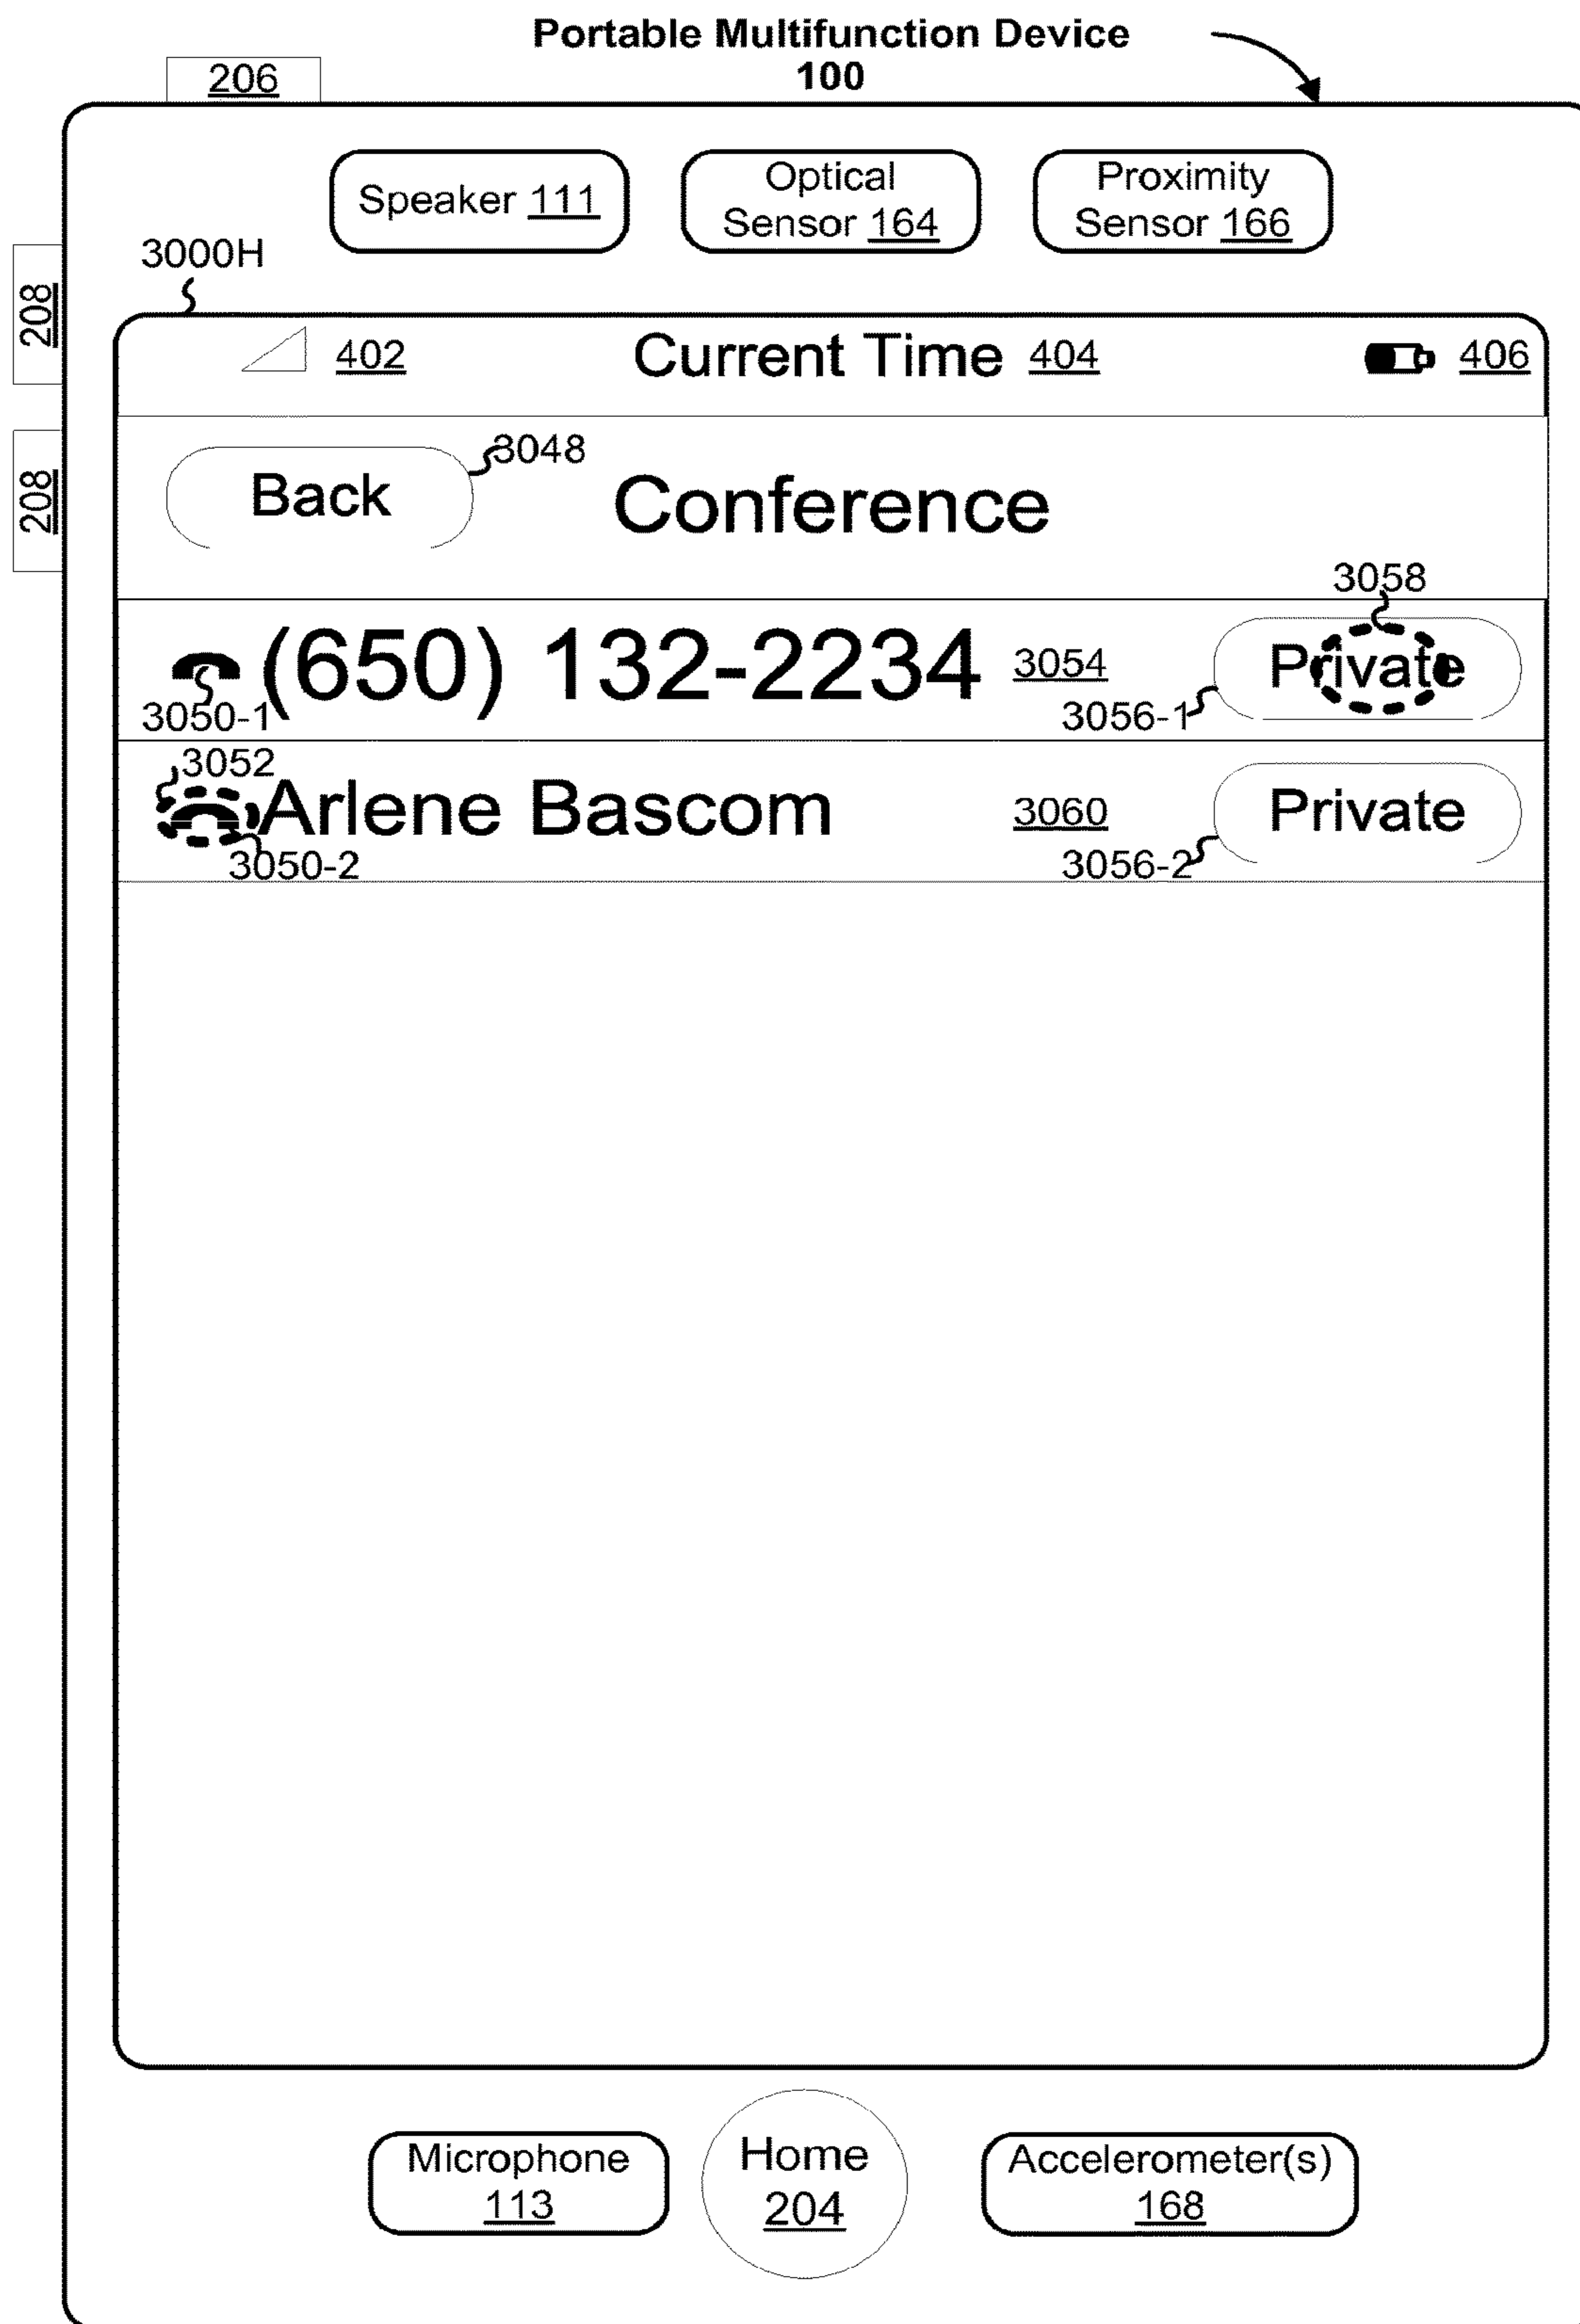 Portable Multifunction Device
100
206
Speaker 111
Optical
Sensor 164
Proximity
Sensor 166
3000H
208
402
Current Time 404
406
208
Back
3048
Conference
3058
(650) 132-2234
3054
Private
3050-1
3056-1
3052
Arlene Bascom
3060
Private
3050-2
3056-2
Microphone
113
Home
204
Accelerometer(s)
168